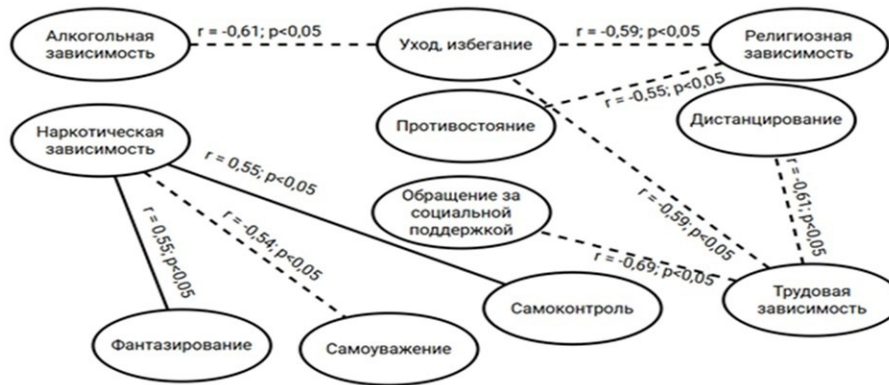 Алкогольная
зависимость
r = -0,61; p<0,05
Уход, избегание
r = -0,59; p<0,05
Религиозная
зависимость
r = -0,55; p<0,05
Наркотическая
зависимость
Противостояние
Дистанцирование
r = 0,55; p<0,05
Обращение за
социальной
поддержкой
r = -0,59; p<0,05
r = -0,61; p<0,05
r = 0,55; p<0,05
r = -0,54; p<0,05
r = -0,69; p<0,05
Самоконтроль
Трудовая
зависимость
Фантазирование
Самоуважение